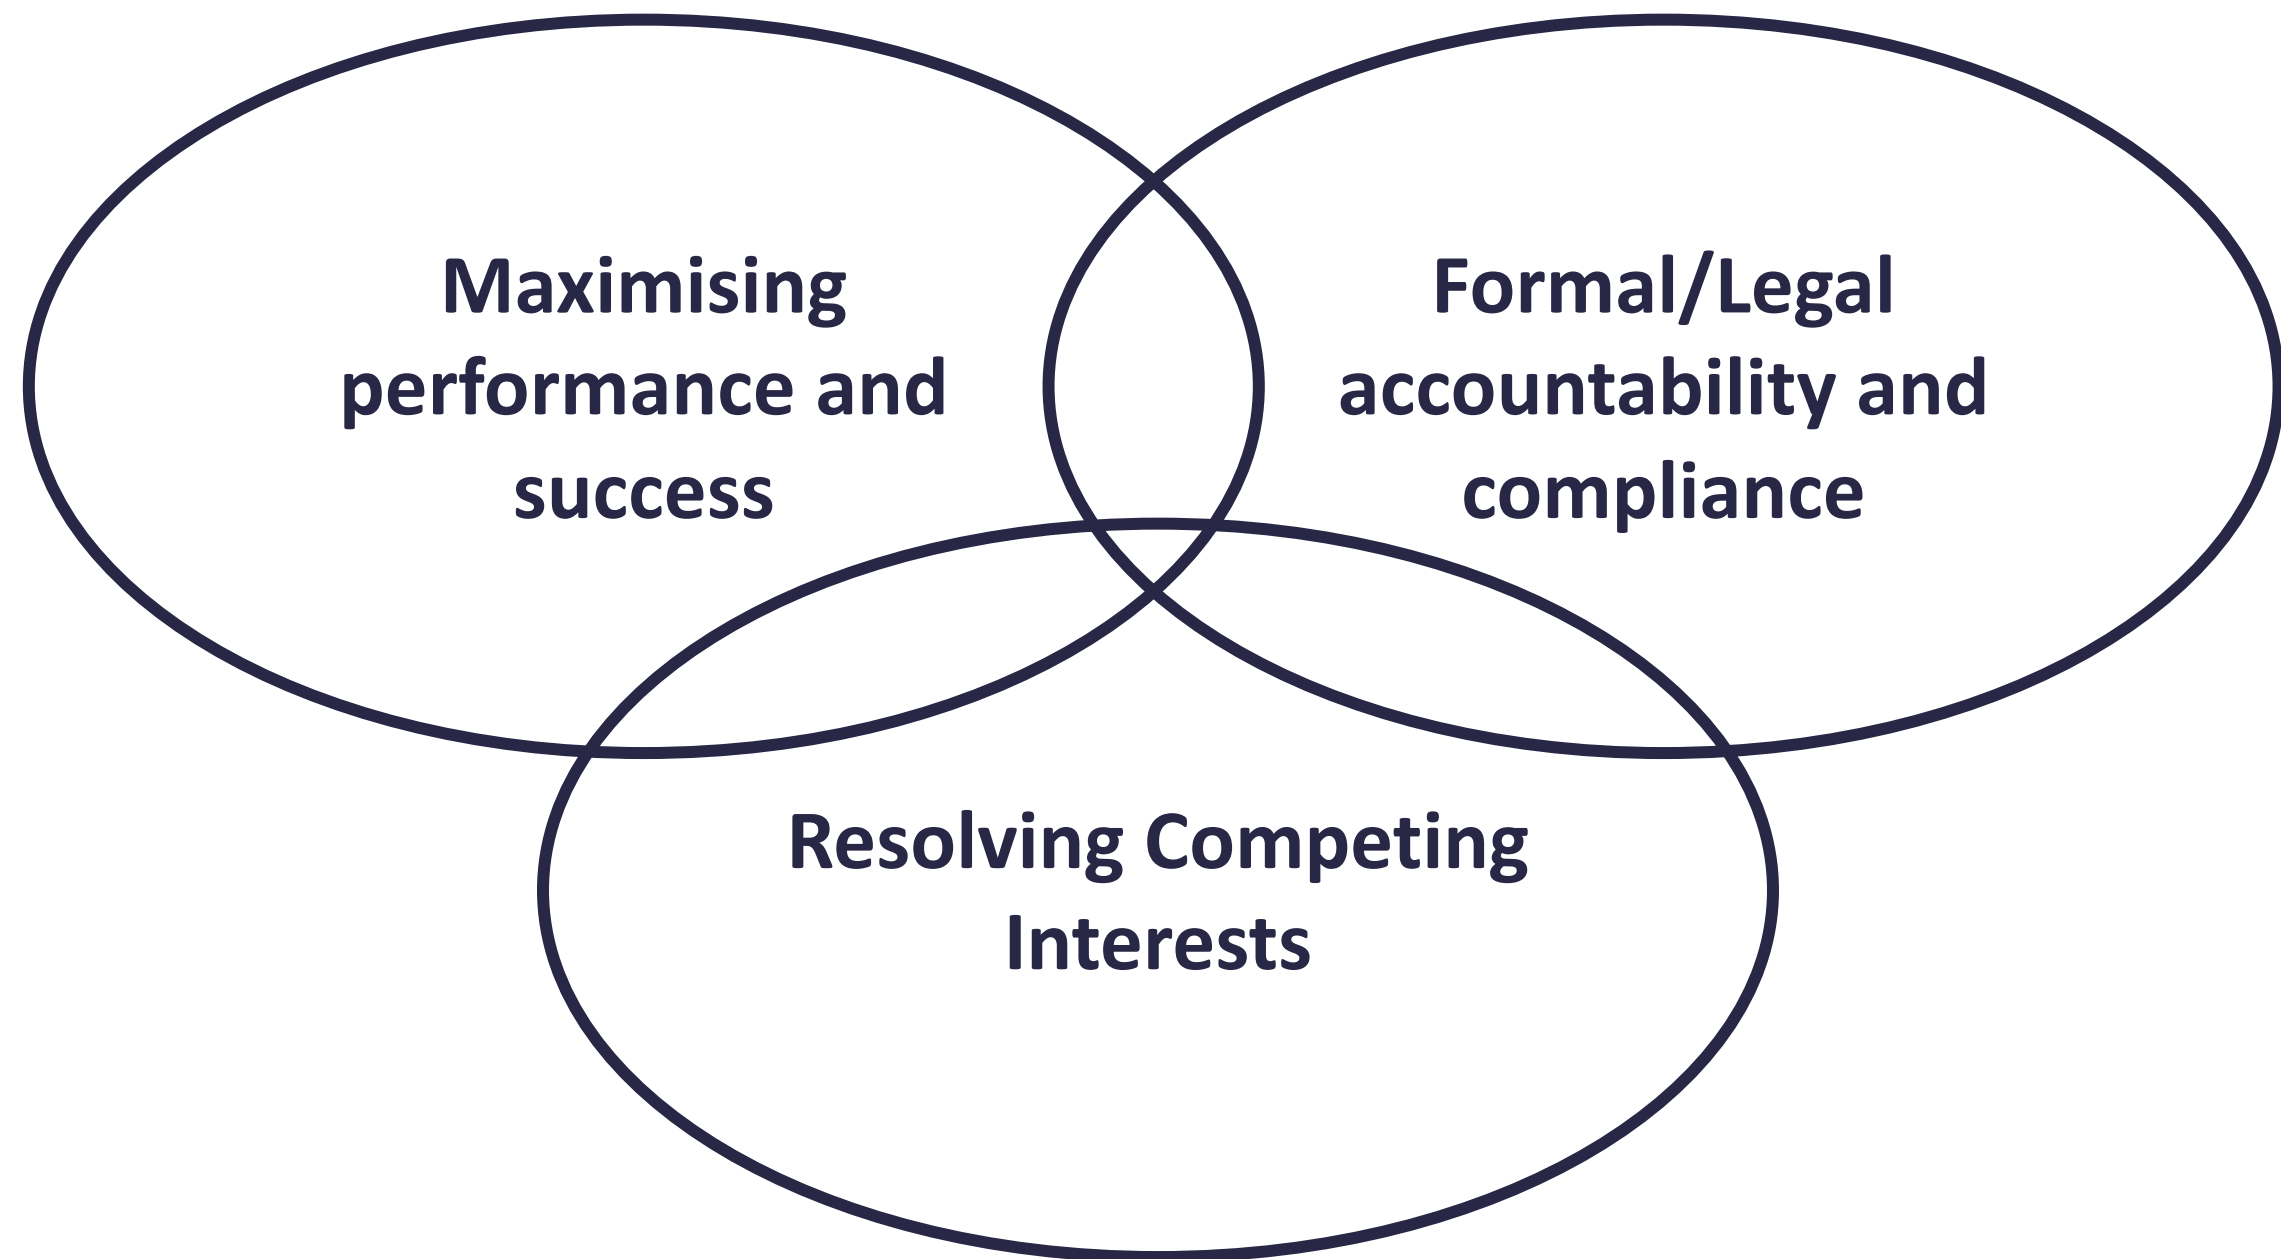 Maximising
performance and
success
Formal/Legal
accountability and
compliance
Resolving Competing
Interests